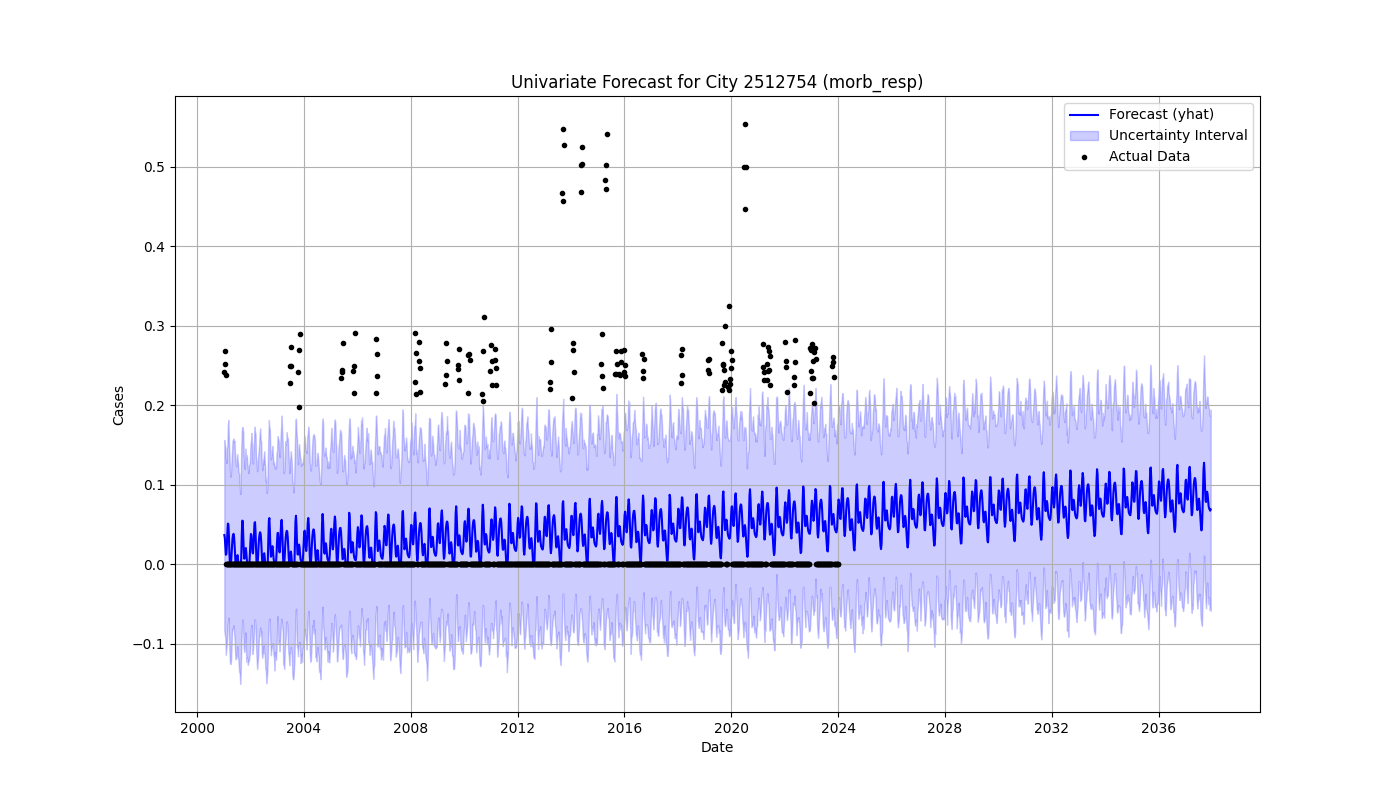 Univariate Forecast for City 2512754 (morb_resp)
Forecast (yhat)
Uncertainty Interval
Actual Data
Cases
0.5
0.4
0.3
0.2
0.1
0.0
−0.1
2000 2004 2008 2012 2016 2020 2024 2028 2032 2036
Date